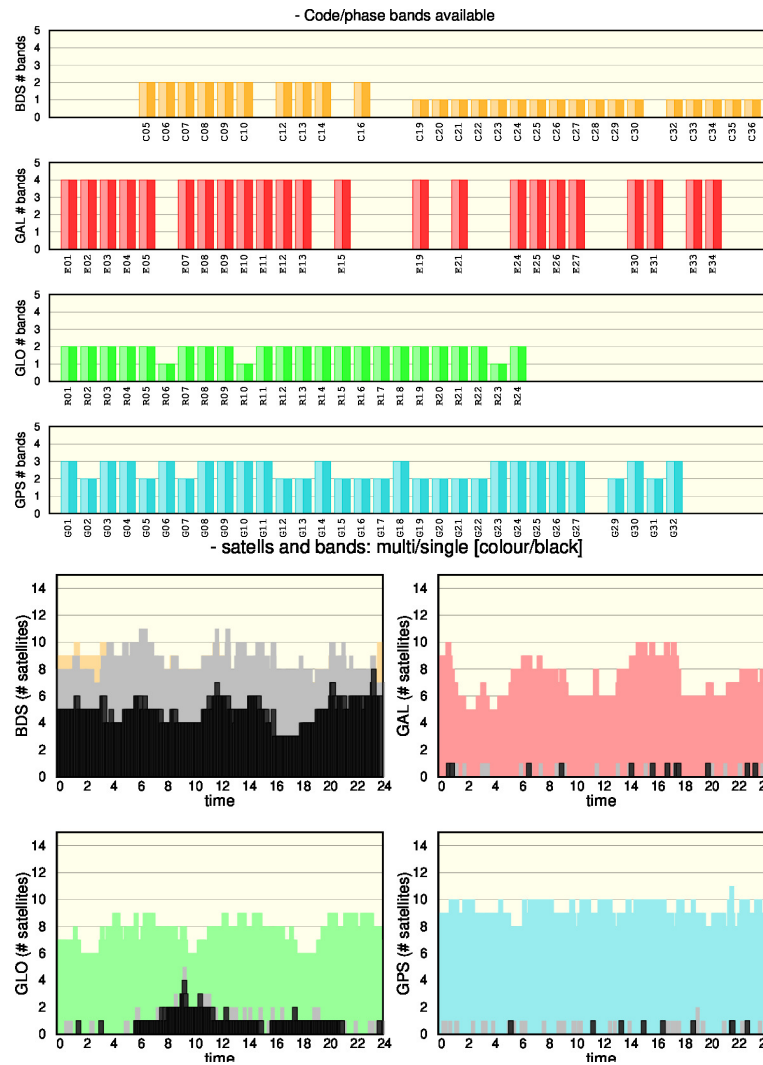 - Code/phase bands available
BDS # bands
5
4
3
2
1
0
C05 C06 C07 C08 C09 C10 C12 C13 C14 C16 C19 C20 C21 C22 C23 C24 C25 C26 C27 C28 C29 C30 C32 C33 C34 C35 C36
GAL # bands
5
4
3
2
1
0
E01 E02 E03 E04 E05 E07 E08 E09 E10 E11 E12 E13 E15 E19 E21 E24 E25 E26 E27 E30 E31 E33 E34
GLO # bands
5
4
3
2
1
0
R01 R02 R03 R04 R05 R06 R07 R08 R09 R10 R11 R12 R13 R14 R15 R16 R17 R18 R19 R20 R21 R22 R23 R24
GPS # bands
5
4
3
2
1
0
G01 G02 G03 G04 G05 G06 G07 G08 G09 G10 G11 G12 G13 G14 G15 G16 G17 G18 G19 G20 G21 G22 G23 G24 G25 G26 G27 G29 G30 G31 G32
- satells and bands: multi/single [colour/black]
BDS (# satellites)
14
12
10
8
6
4
2
0
0 2 4 6 8 10 12 14 16 18 20 22 24
time
GAL (# satellites)
14
12
10
8
6
4
2
0
0 2 4 6 8 10 12 14 16 18 20 22
time
GLO (# satellites)
14
12
10
8
6
4
2
0
0 2 4 6 8 10 12 14 16 18 20 22 24
time
GPS (# satellites)
14
12
10
8
6
4
2
0
0 2 4 6 8 10 12 14 16 18 20 22
time